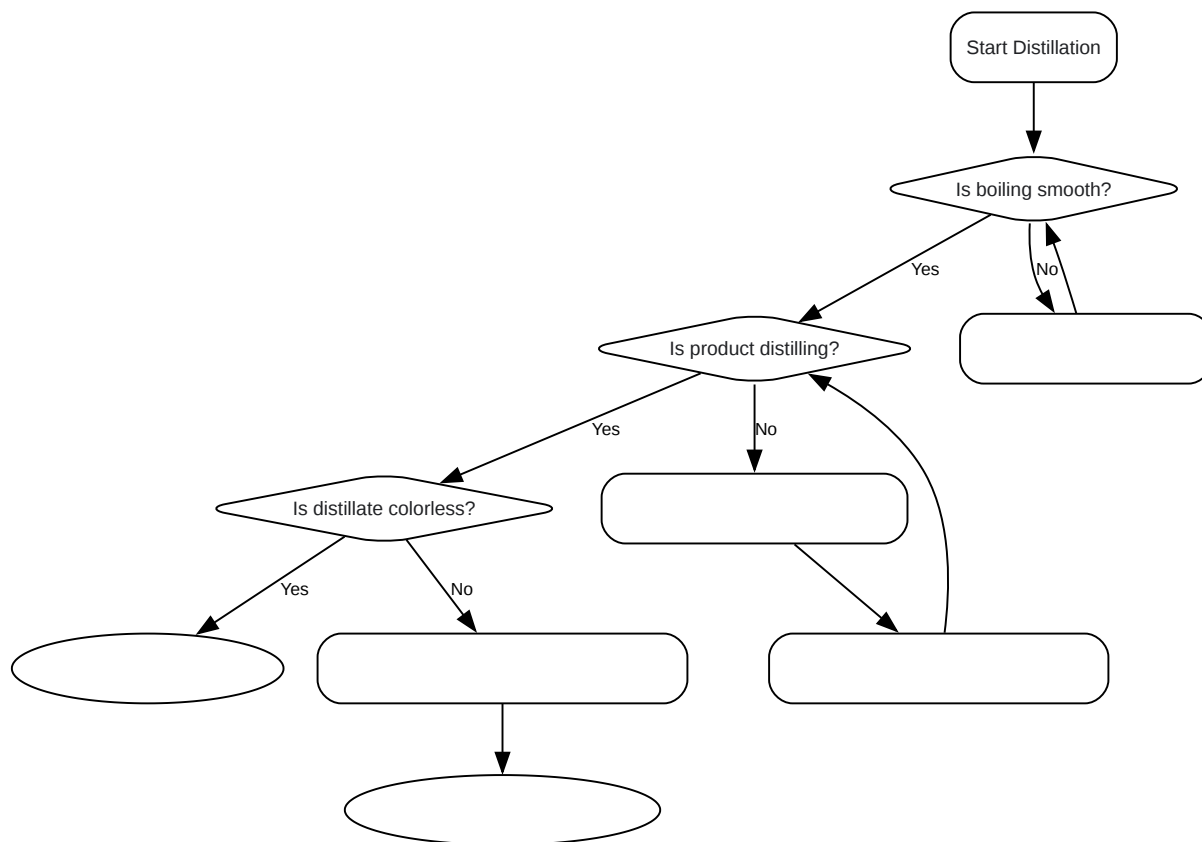 Start Distillation
Is boiling smooth?
Yes
No
Is product distilling?
Yes
No
Is distillate colorless?
Yes
No